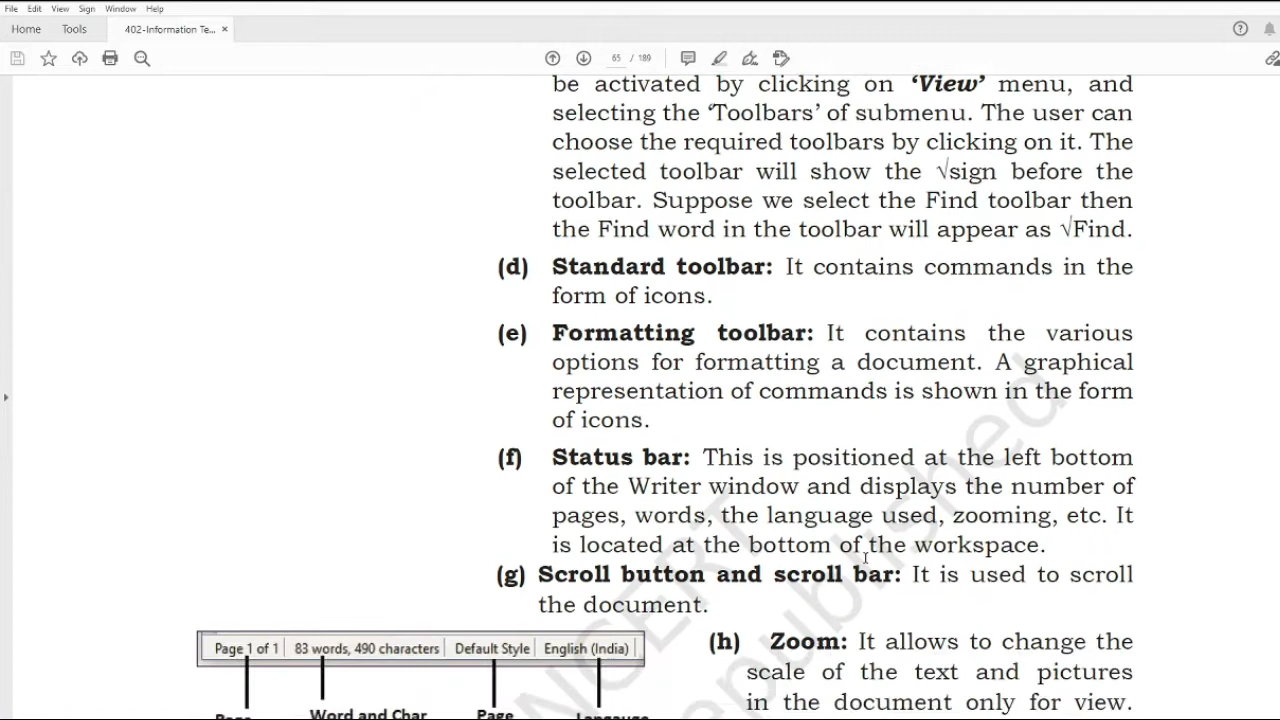 File Edit View Sign Window Help
Home Tools 402-Information Te... ×
65 / 189
be activated by clicking on ‘View’ menu, and
selecting the ‘Toolbars’ of submenu. The user can
choose the required toolbars by clicking on it. The
selected toolbar will show the √sign before the
toolbar. Suppose we select the Find toolbar then
the Find word in the toolbar will appear as √Find.
(d) Standard toolbar: It contains commands in the
form of icons.
(e) Formatting toolbar: It contains the various
options for formatting a document. A graphical
representation of commands is shown in the form
of icons.
(f) Status bar: This is positioned at the left bottom
of the Writer window and displays the number of
pages, words, the language used, zooming, etc. It
is located at the bottom of the workspace.
(g) Scroll button and scroll bar: It is used to scroll
the document.
Page 1 of 1 83 words, 490 characters Default Style English (India)
(h) Zoom: It allows to change the
scale of the text and pictures
in the document only for view.
Word and Char
Page
NCERT
republished